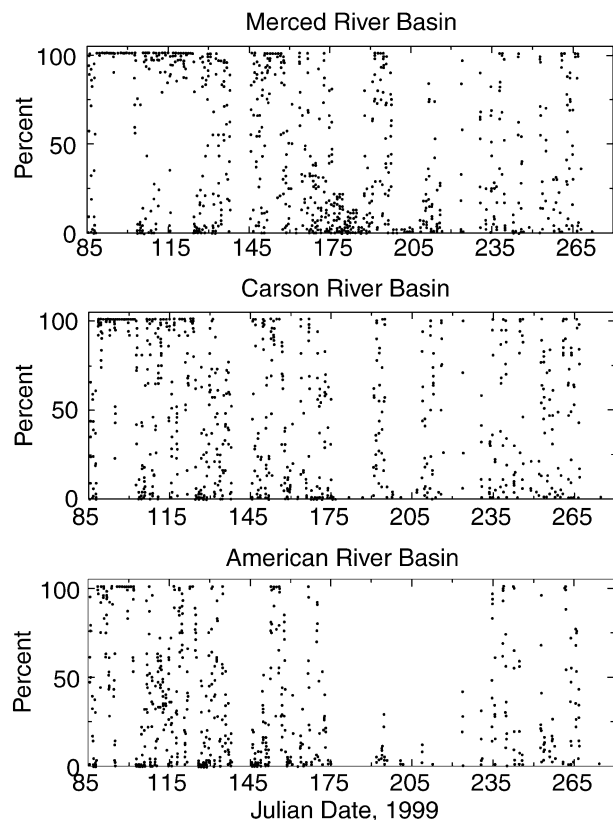 Merced River Basin
100
50
0
Percent
85 115 145 175 205 235 265
Carson River Basin
100
50
0
Percent
85 115 145 175 205 235 265
American River Basin
100
50
0
Percent
85 115 145 175 205 235 265
Julian Date, 1999